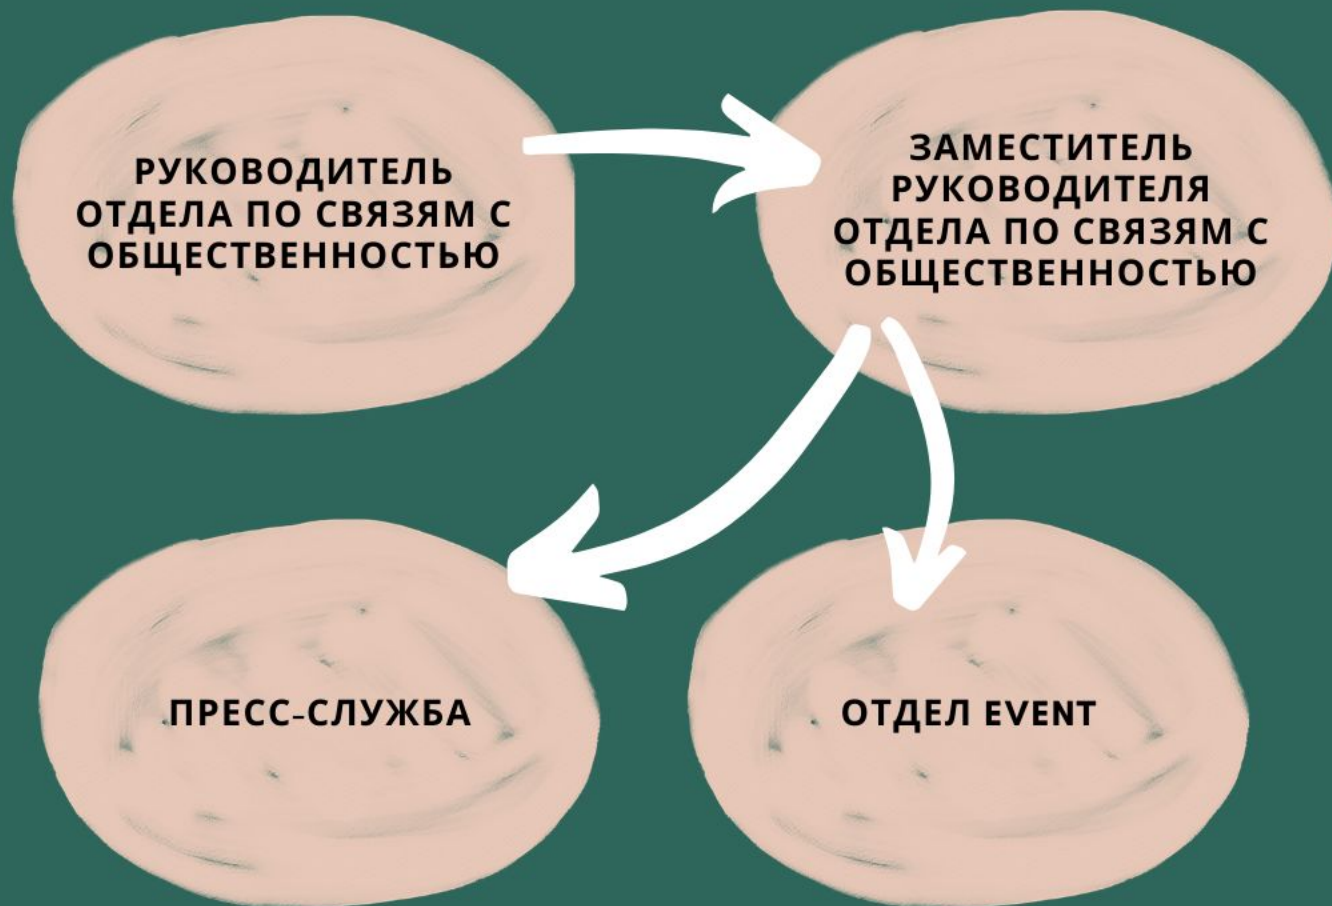 РУКОВОДИТЕЛЬ
ОТДЕЛА ПО СВЯЗЯМ С
ОБЩЕСТВЕННОСТЬЮ
ЗАМЕСТИТЕЛЬ
РУКОВОДИТЕЛЯ
ОТДЕЛА ПО СВЯЗЯМ С
ОБЩЕСТВЕННОСТЬЮ
ПРЕСС-СЛУЖБА
ОТДЕЛ EVENT